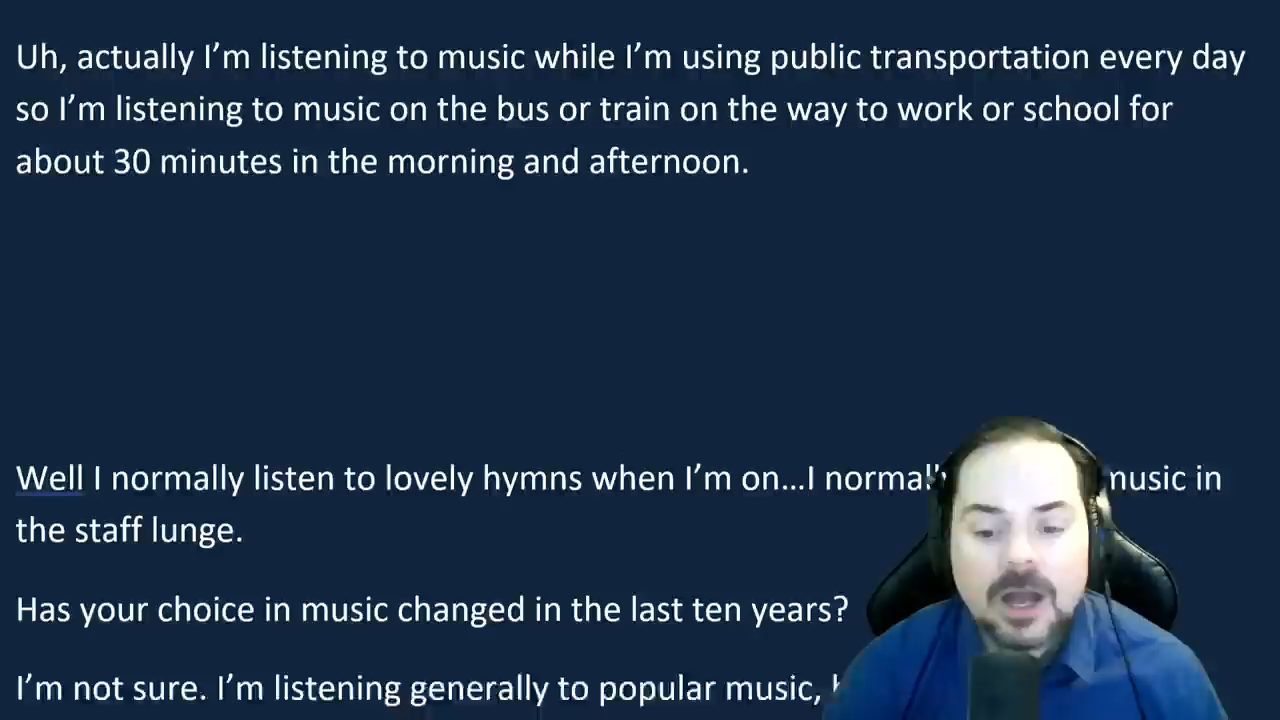 Uh, actually I’m listening to music while I’m using public transportation every day
so I’m listening to music on the bus or train on the way to work or school for
about 30 minutes in the morning and afternoon.
Well I normally listen to lovely hymns when I’m on…I music in
the staff lunge.
Has your choice in music changed in the last ten years?
I’m not sure. I’m listening generally to popular music,